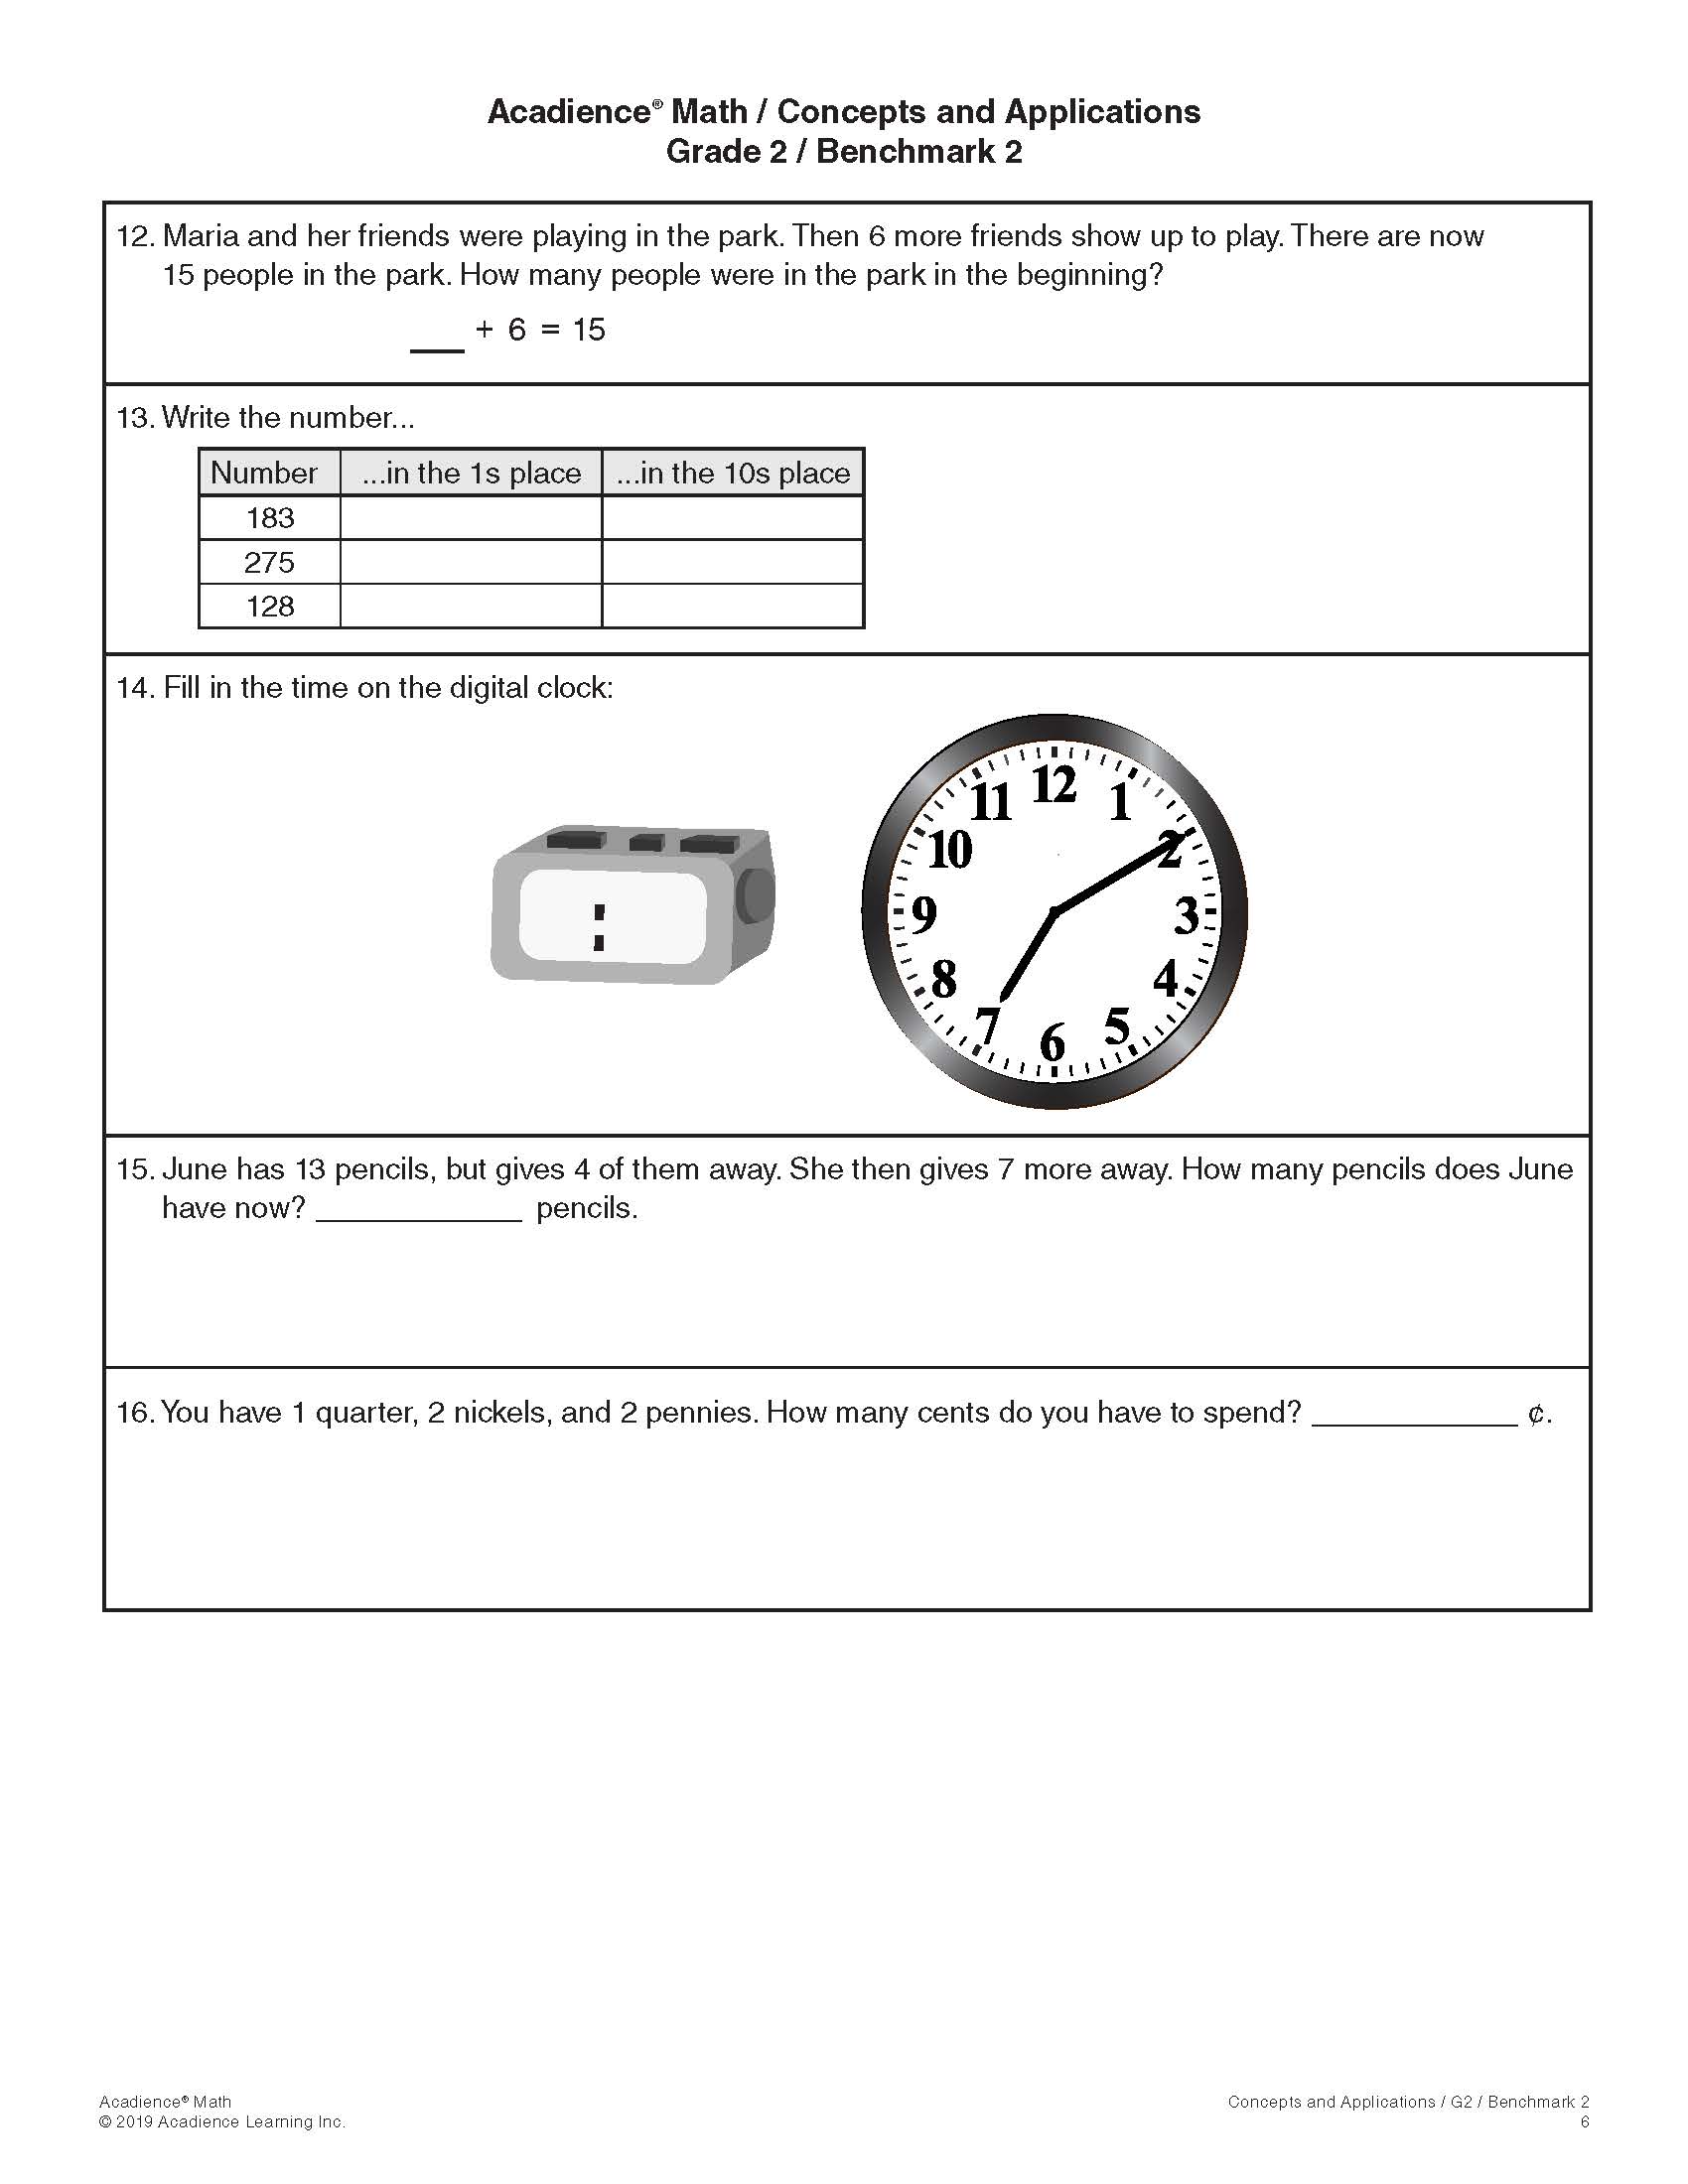 Acadience® Math / Concepts and Applications
Grade 2 / Benchmark 2
12. Maria and her friends were playing in the park. Then 6 more friends show up to play. There are now
15 people in the park. How many people were in the park in the beginning?
___ + 6 = 15
13. Write the number...
Number ...in the 1s place ...in the 10s place
183
275
128
14. Fill in the time on the digital clock:
:
12
11 1
10 2
9 3
8 4
7 5
6
15. June has 13 pencils, but gives 4 of them away. She then gives 7 more away. How many pencils does June
have now? ____________ pencils.
16. You have 1 quarter, 2 nickels, and 2 pennies. How many cents do you have to spend? ____________ ¢.
Acadience® Math
© 2019 Acadience Learning Inc.
Concepts and Applications / G2 / Benchmark 2
6